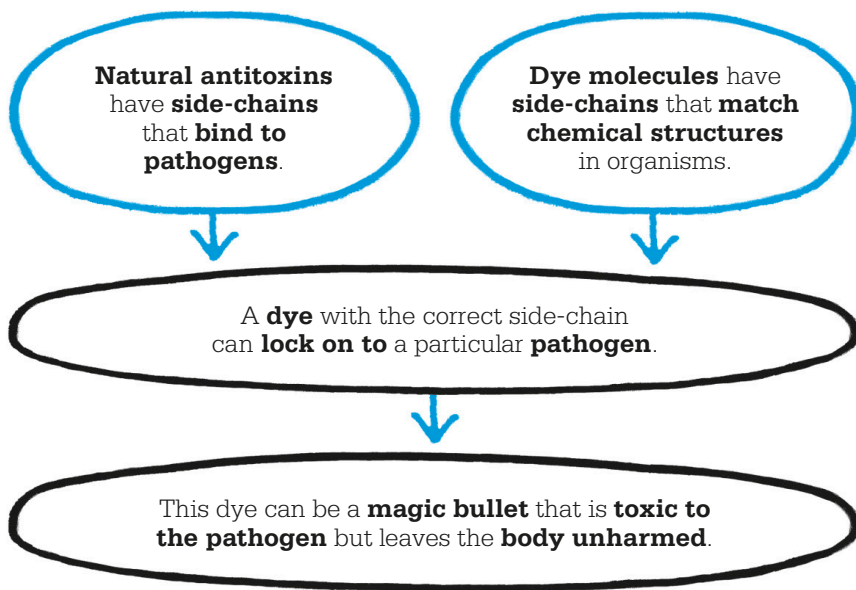 Natural antitoxins
have side-chains
that bind to
pathogens.
Dye molecules have
side-chains that match
chemical structures
in organisms.
A dye with the correct side-chain
can lock on to a particular pathogen.
This dye can be a magic bullet that is toxic to
the pathogen but leaves the body unharmed.